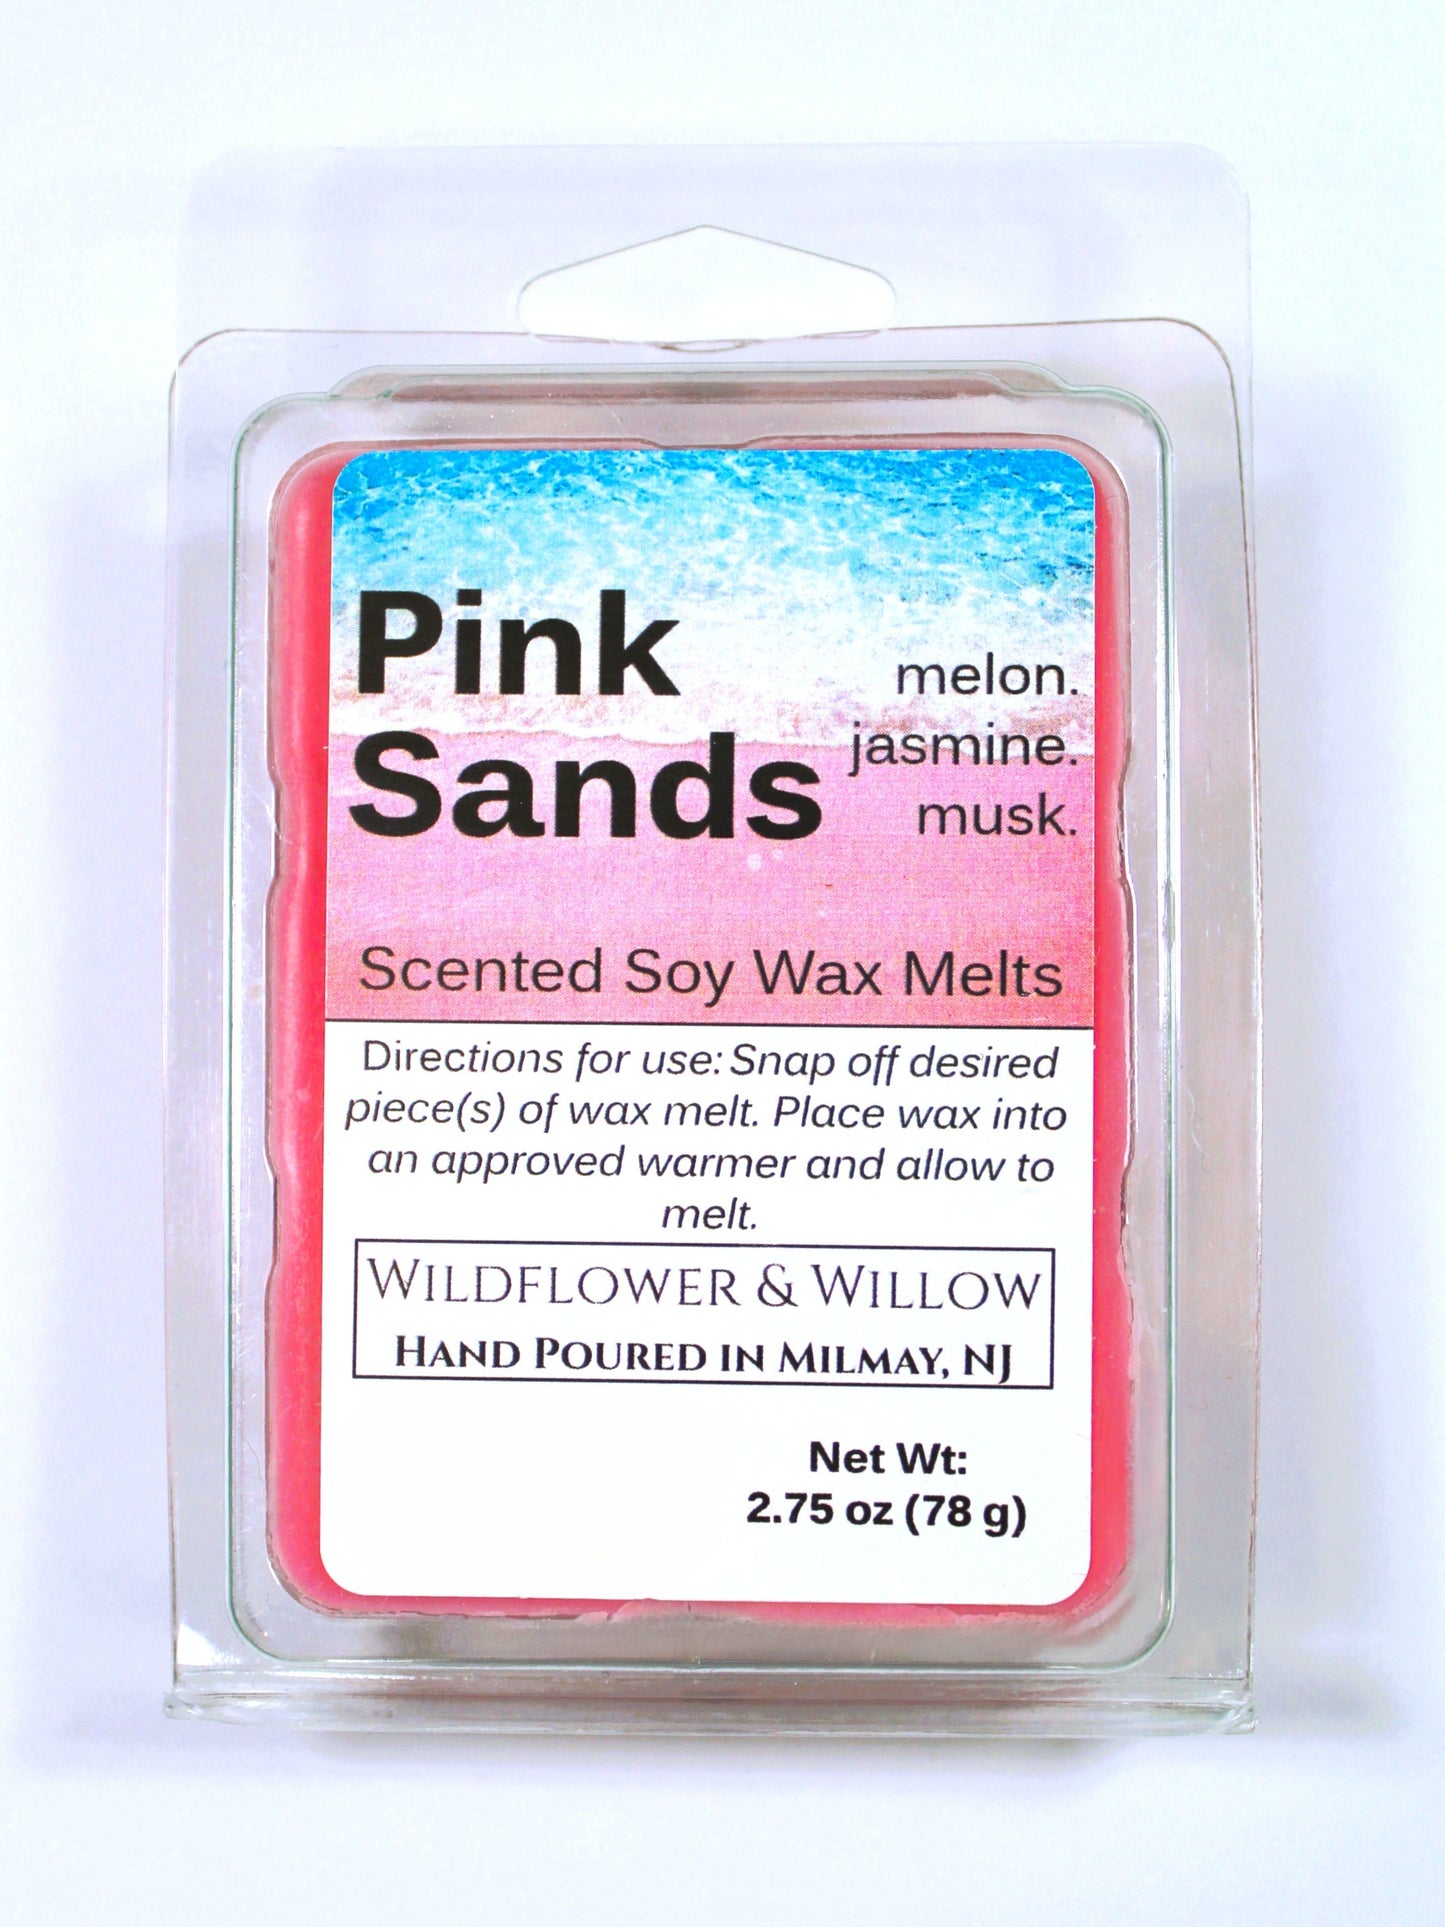 Pink
Sands
melon.
jasmine.
musk.
Scented Soy Wax Melts
Directions for use: Snap off desired
piece(s) of wax melt. Place wax into
an approved warmer and allow to
melt.
WILDFLOWER & WILLOW
HAND POURED IN MILMAY, NJ
Net Wt:
2.75 oz (78 g)